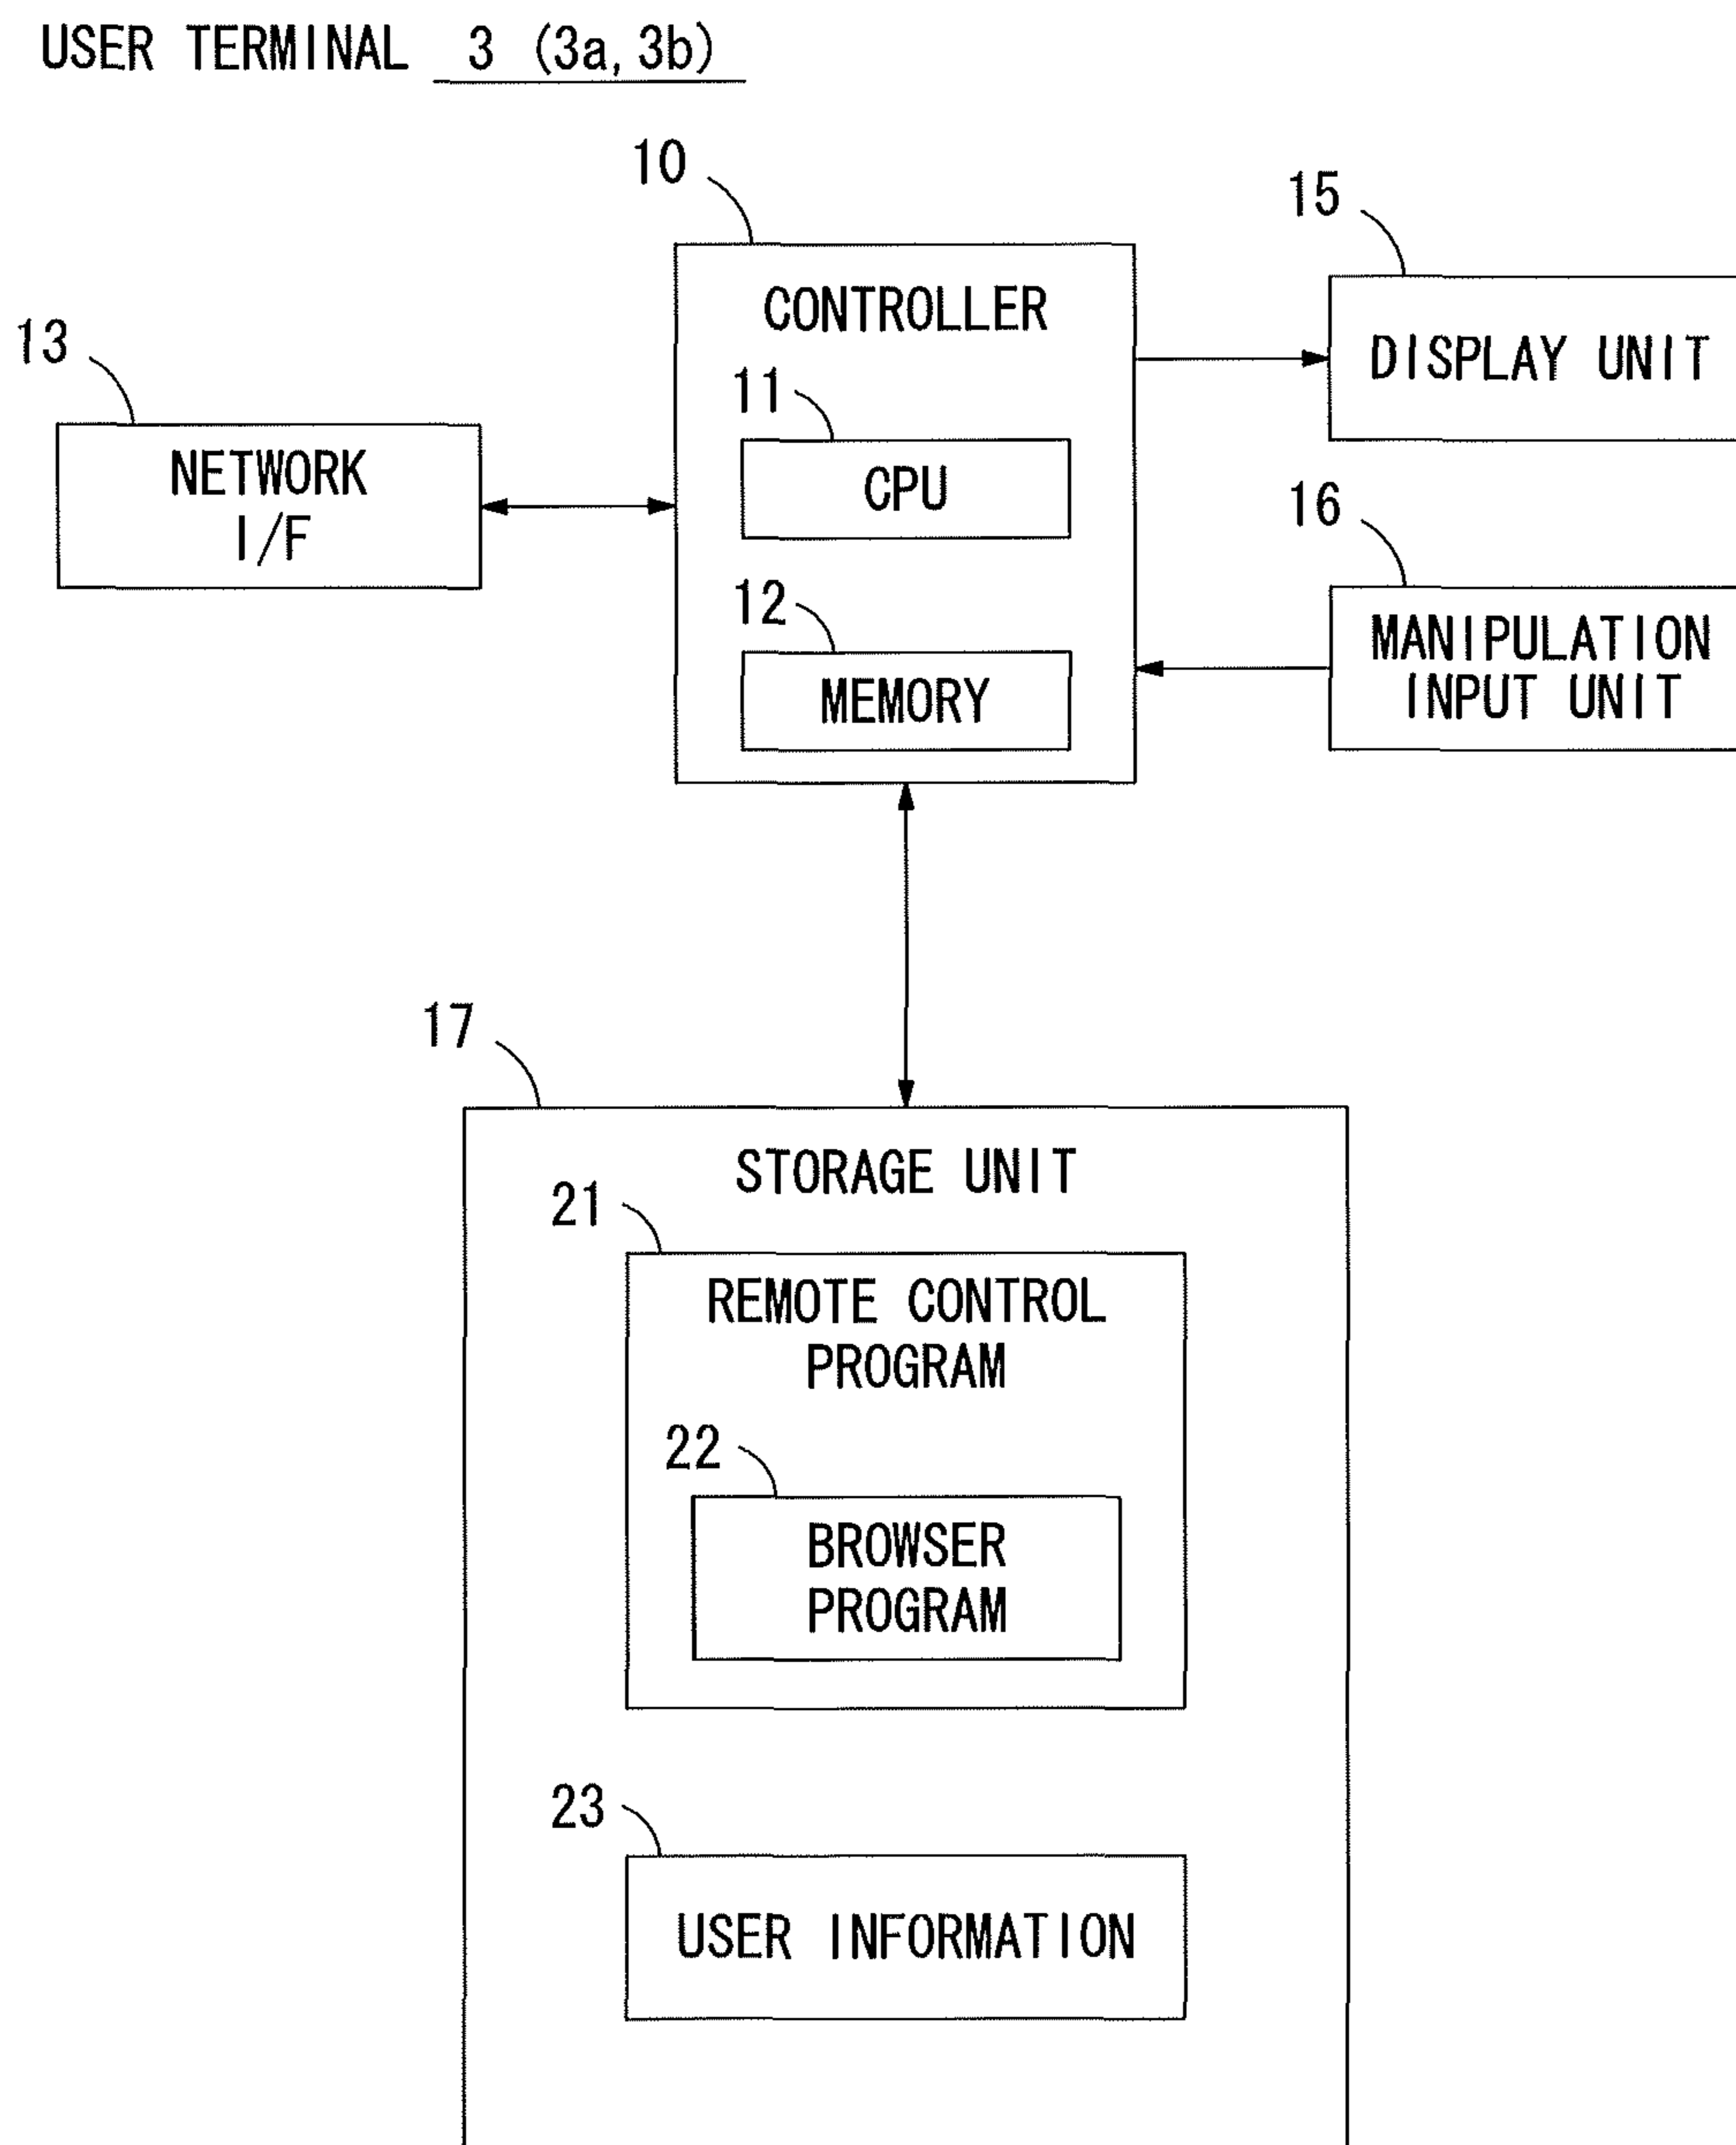 USER TERMINAL 3 (3a, 3b)
10
CONTROLLER
11
CPU
12
MEMORY
13
NETWORK
I/F
15
DISPLAY UNIT
16
MANIPULATION
INPUT UNIT
17
STORAGE UNIT
21
REMOTE CONTROL
PROGRAM
22
BROWSER
PROGRAM
23
USER INFORMATION